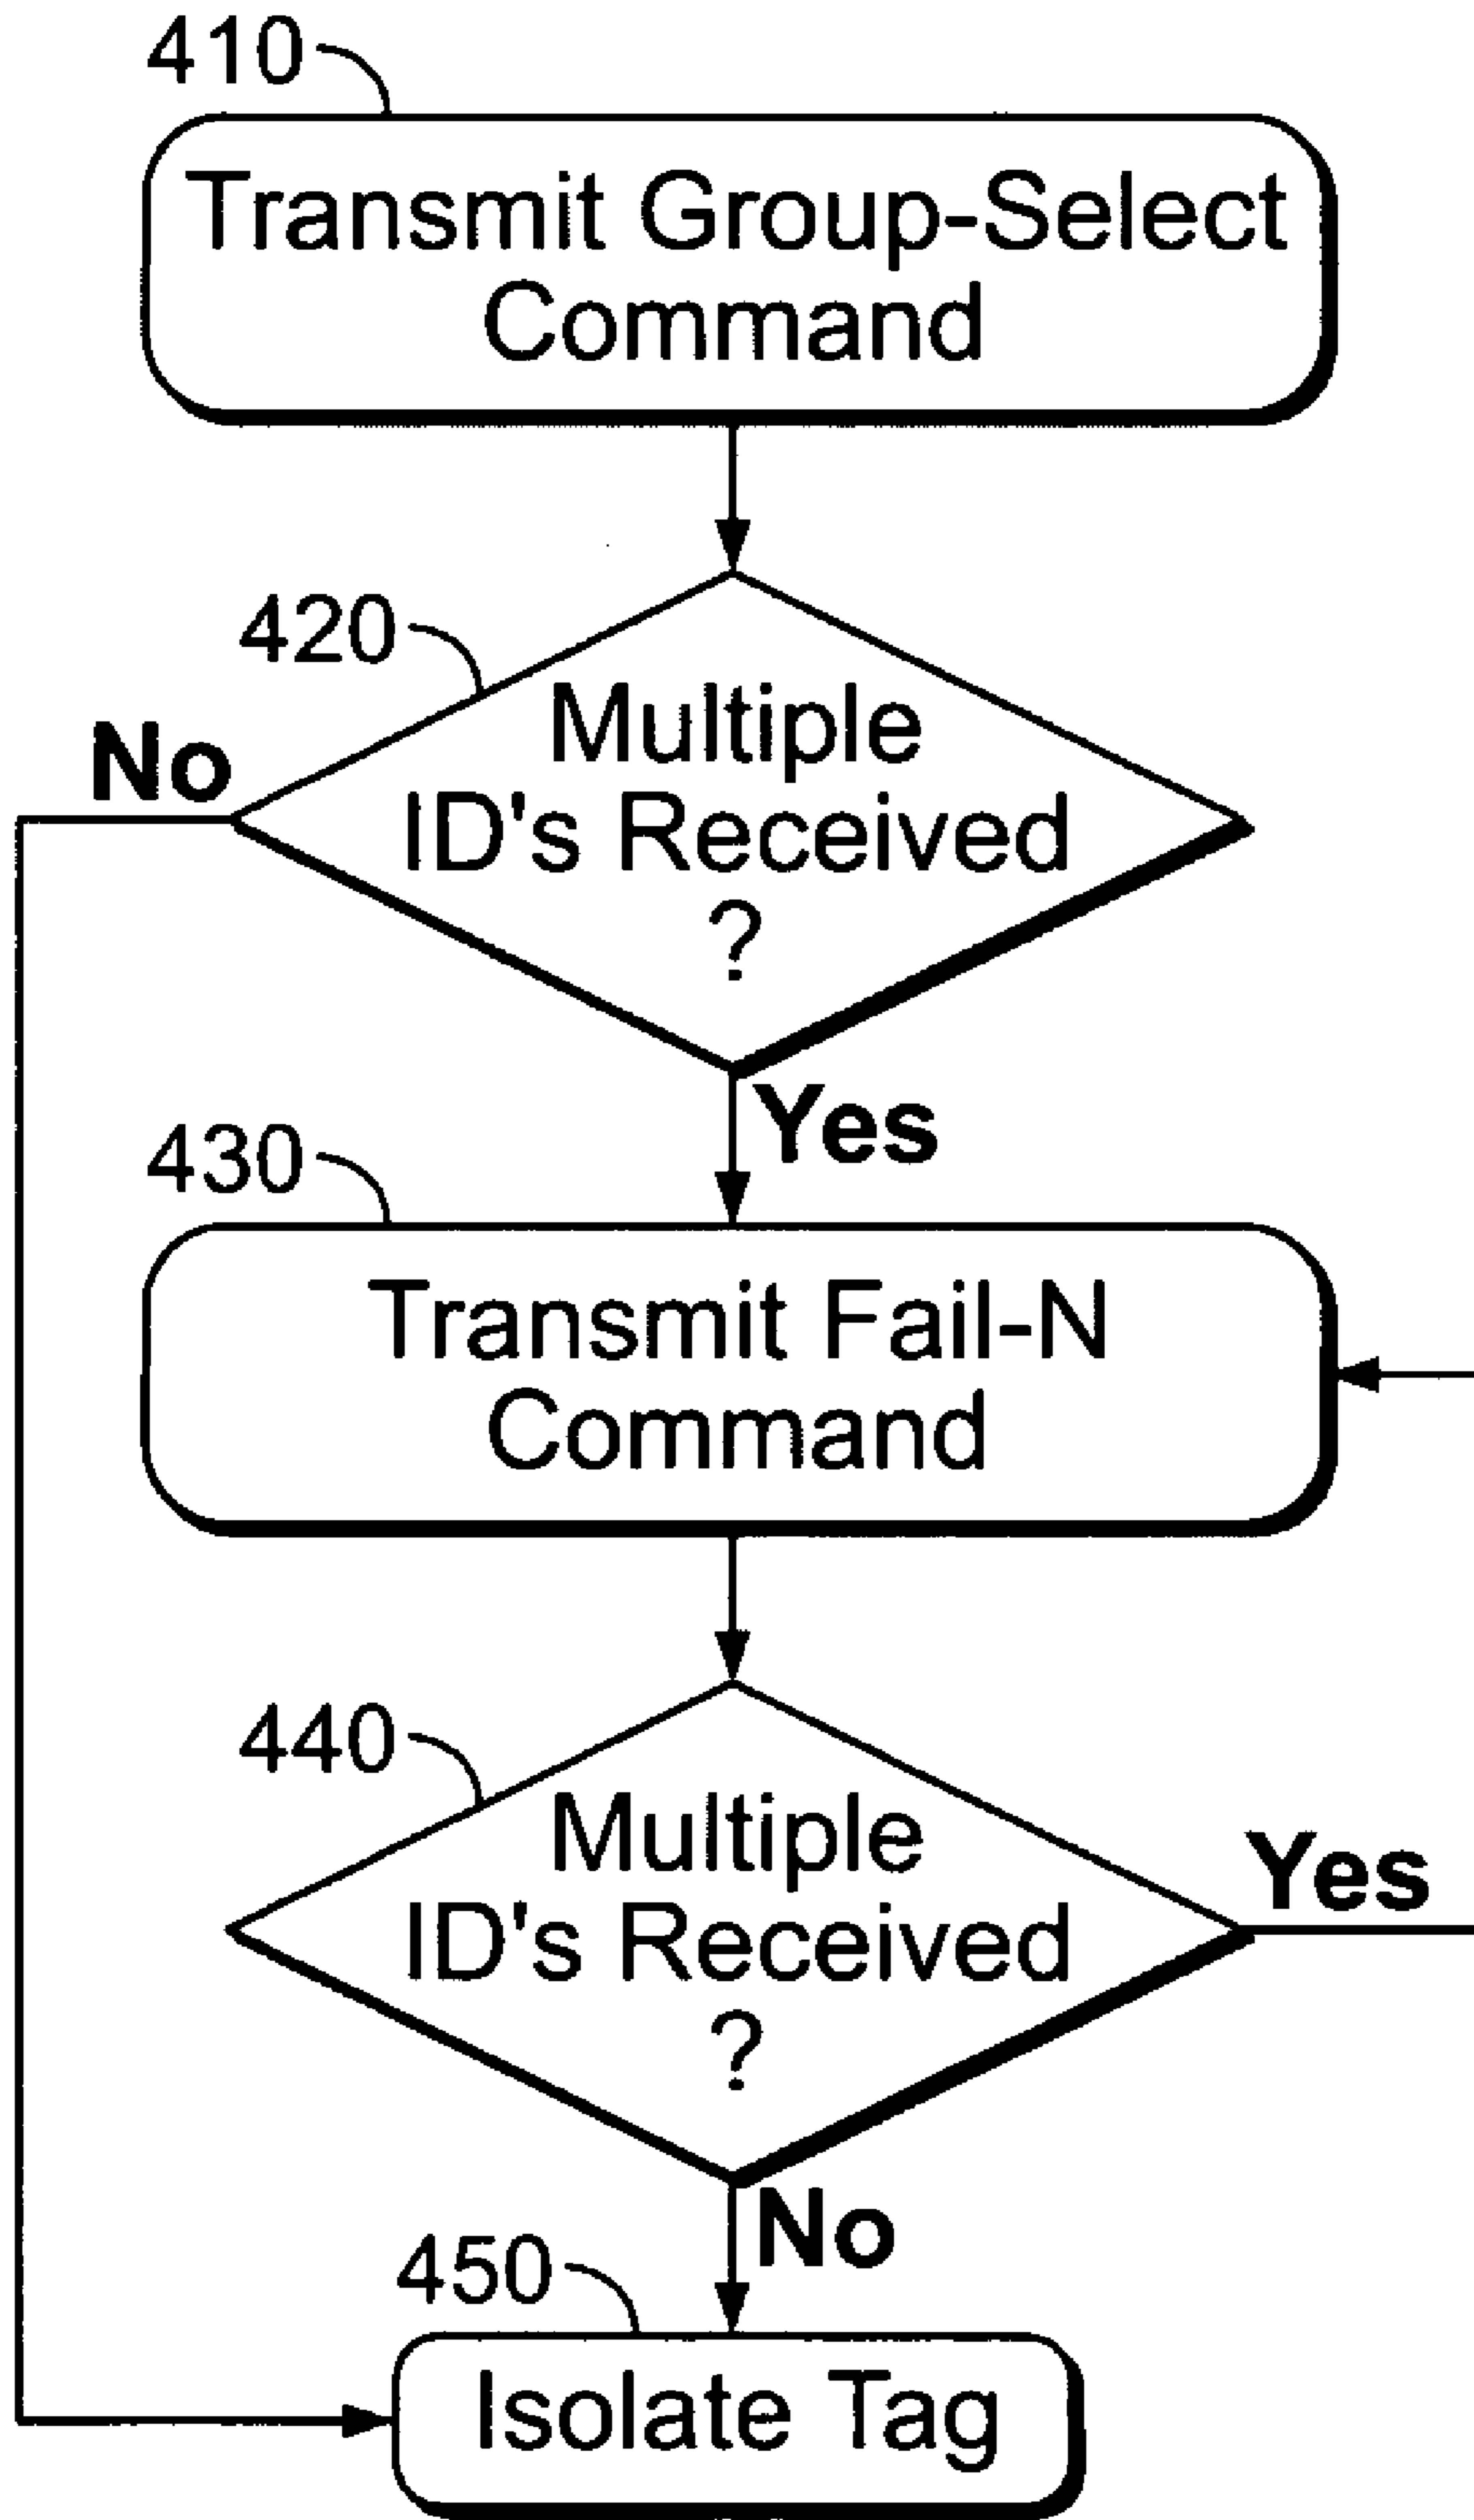 410
Transmit Group-Select
Command
420
Multiple
ID's Received
?
No
Yes
430
Transmit Fail-N
Command
440
Multiple
ID's Received
?
Yes
No
450
Isolate Tag